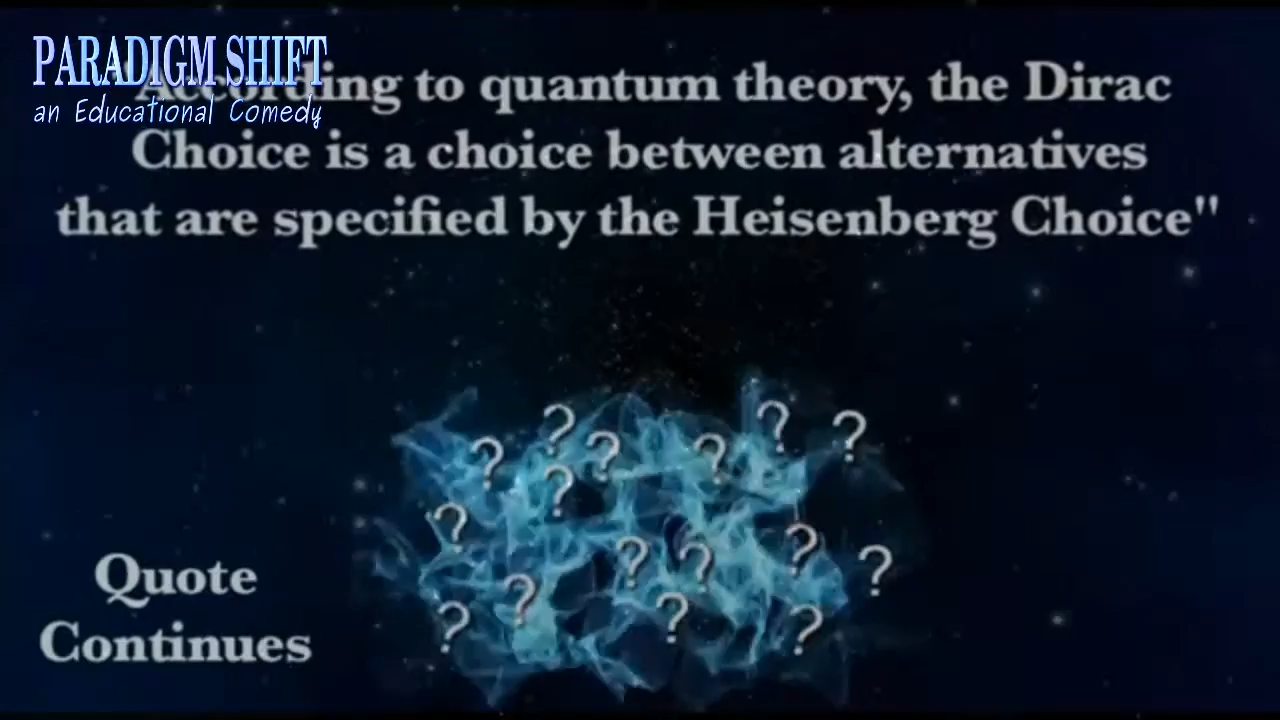 PARADIGM SHIFT
an Educational Comedy
"According to quantum theory, the Dirac
Choice is a choice between alternatives
that are specified by the Heisenberg Choice"
? ? ? ? ? ? ? ? ? ? ? ? ? ? ? ?
Quote
Continues